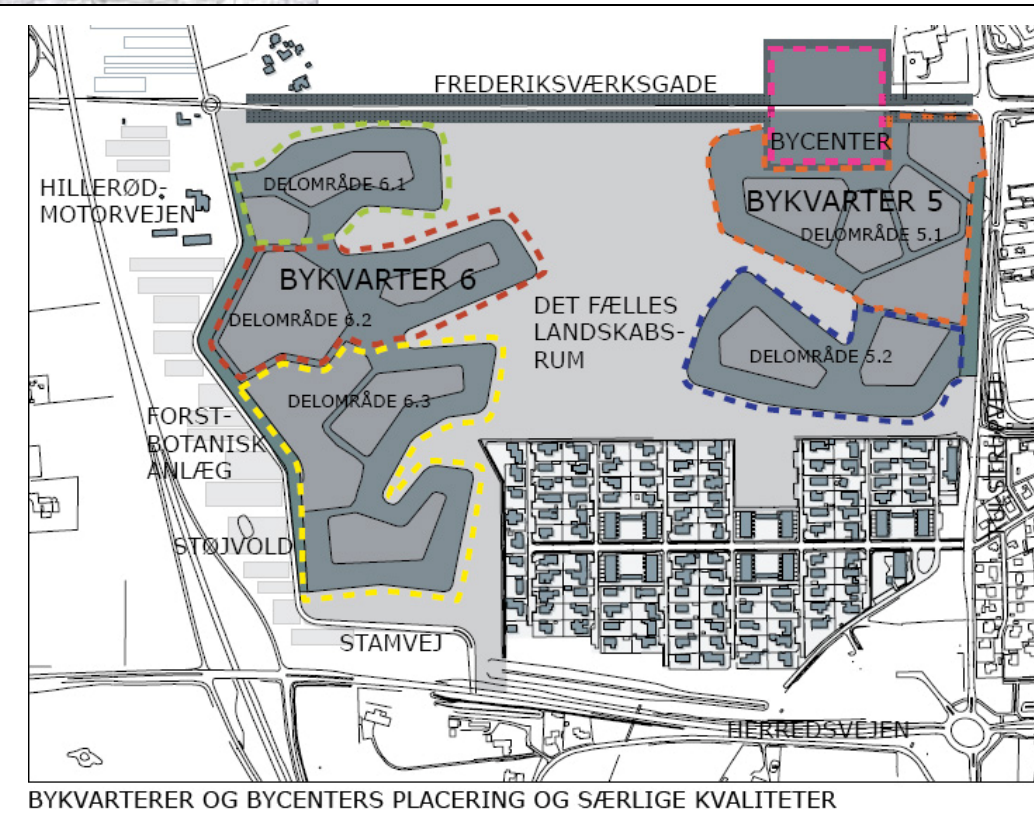 FREDERIKSVÆRKSGADE
BYCENTER
HILLERØD-
MOTORVEJEN
DELOMRÅDE 6.1
BYKVARTER 5
DELOMRÅDE 5.1
BYKVARTER 6
DELOMRÅDE 6.2
DET FÆLLES
LANDSKABS-
RUM
DELOMRÅDE 5.2
DELOMRÅDE 6.3
FORST-
BOTANISK
ANLÆG
STØJVOLD
STAMVEJ
HERREDSVEJEN
BYKVARTERER OG BYCENTERS PLACERING OG SÆRLIGE KVALITETER